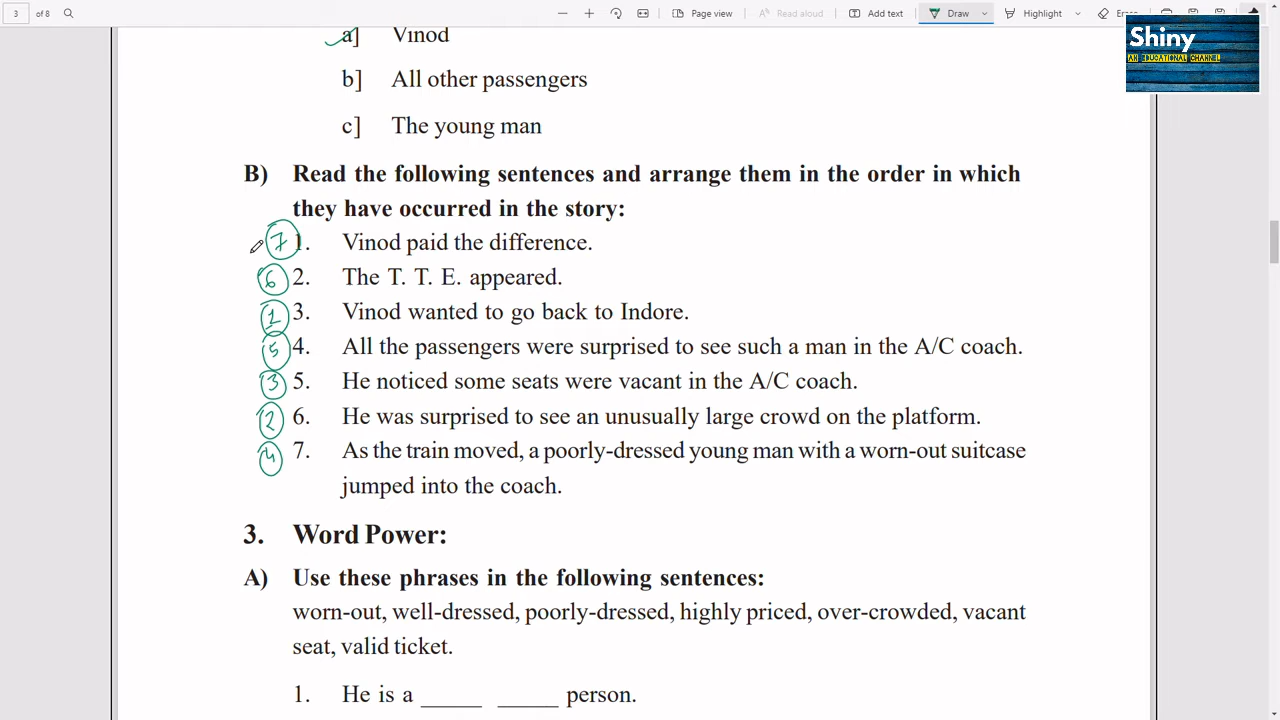 3 of 8 Page view Read aloud Add text Draw Highlight Erase
Shiny
AN EDUCATIONAL CHANNEL
a] Vinod
b] All other passengers
c] The young man
B) Read the following sentences and arrange them in the order in which
they have occurred in the story:
7 1. Vinod paid the difference.
6 2. The T. T. E. appeared.
1 3. Vinod wanted to go back to Indore.
5 4. All the passengers were surprised to see such a man in the A/C coach.
3 5. He noticed some seats were vacant in the A/C coach.
2 6. He was surprised to see an unusually large crowd on the platform.
4 7. As the train moved, a poorly-dressed young man with a worn-out suitcase
jumped into the coach.
3. Word Power:
A) Use these phrases in the following sentences:
worn-out, well-dressed, poorly-dressed, highly priced, over-crowded, vacant
seat, valid ticket.
1. He is a _____ _____ person.